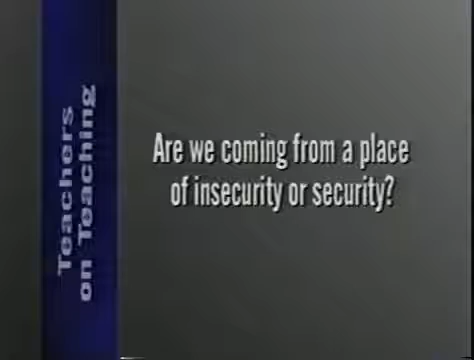 Teachers
on Teaching
Are we coming from a place
of insecurity or security?